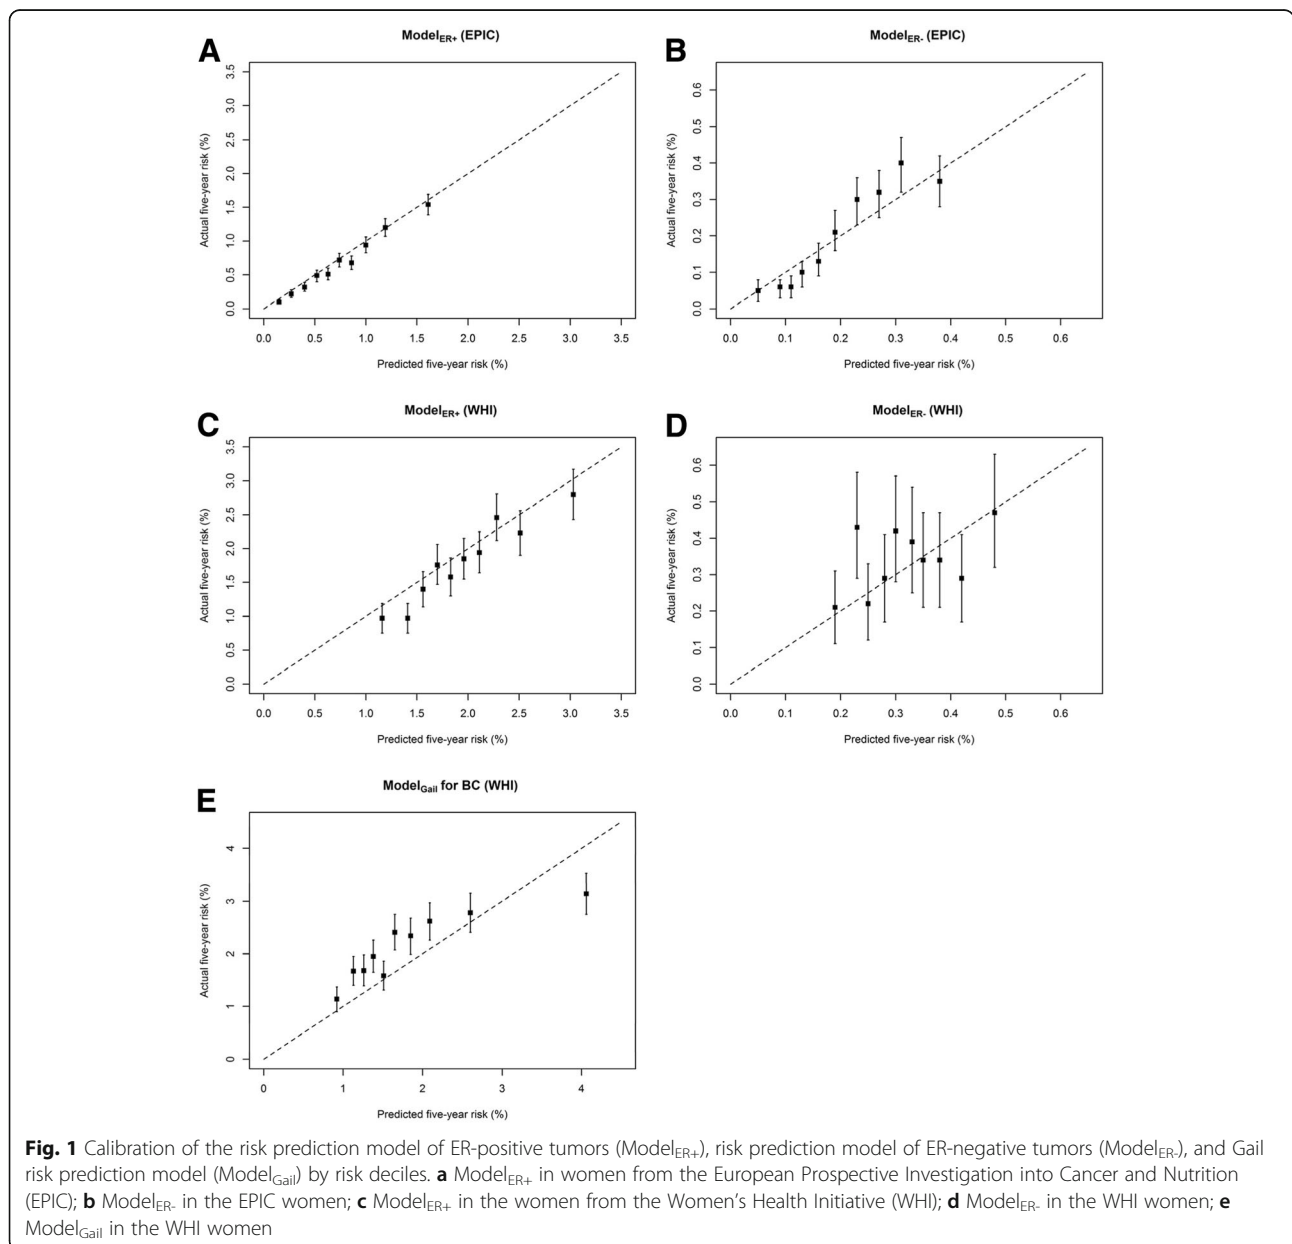 A
Model_ER+ (EPIC)
Actual five-year risk (%)
3.5
3.0
2.5
2.0
1.5
1.0
0.5
0.0
0.0 0.5 1.0 1.5 2.0 2.5 3.0 3.5
Predicted five-year risk (%)
B
Model_ER- (EPIC)
Actual five-year risk (%)
0.6
0.5
0.4
0.3
0.2
0.1
0.0
0.0 0.1 0.2 0.3 0.4 0.5 0.6
Predicted five-year risk (%)
C
Model_ER+ (WHI)
Actual five-year risk (%)
3.5
3.0
2.5
2.0
1.5
1.0
0.5
0.0
0.0 0.5 1.0 1.5 2.0 2.5 3.0 3.5
Predicted five-year risk (%)
D
Model_ER- (WHI)
Actual five-year risk (%)
0.6
0.5
0.4
0.3
0.2
0.1
0.0
0.0 0.1 0.2 0.3 0.4 0.5 0.6
Predicted five-year risk (%)
E
Model_Gail for BC (WHI)
Actual five-year risk (%)
4
3
2
1
0
0 1 2 3 4
Predicted five-year risk (%)
Fig. 1 Calibration of the risk prediction model of ER-positive tumors (Model_ER+), risk prediction model of ER-negative tumors (Model_ER-), and Gail
risk prediction model (Model_Gail) by risk deciles. a Model_ER+ in women from the European Prospective Investigation into Cancer and Nutrition
(EPIC); b Model_ER- in the EPIC women; c Model_ER+ in the women from the Women's Health Initiative (WHI); d Model_ER- in the WHI women; e
Model_Gail in the WHI women